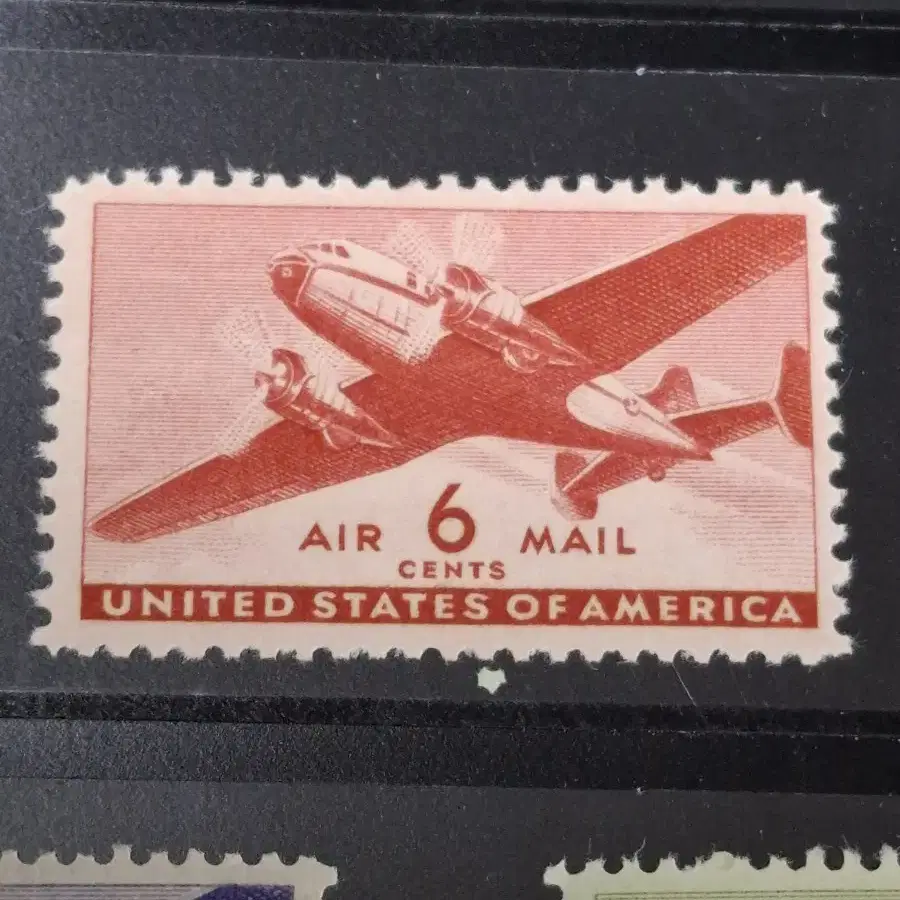 AIR 6 MAIL
CENTS
UNITED STATES OF AMERICA